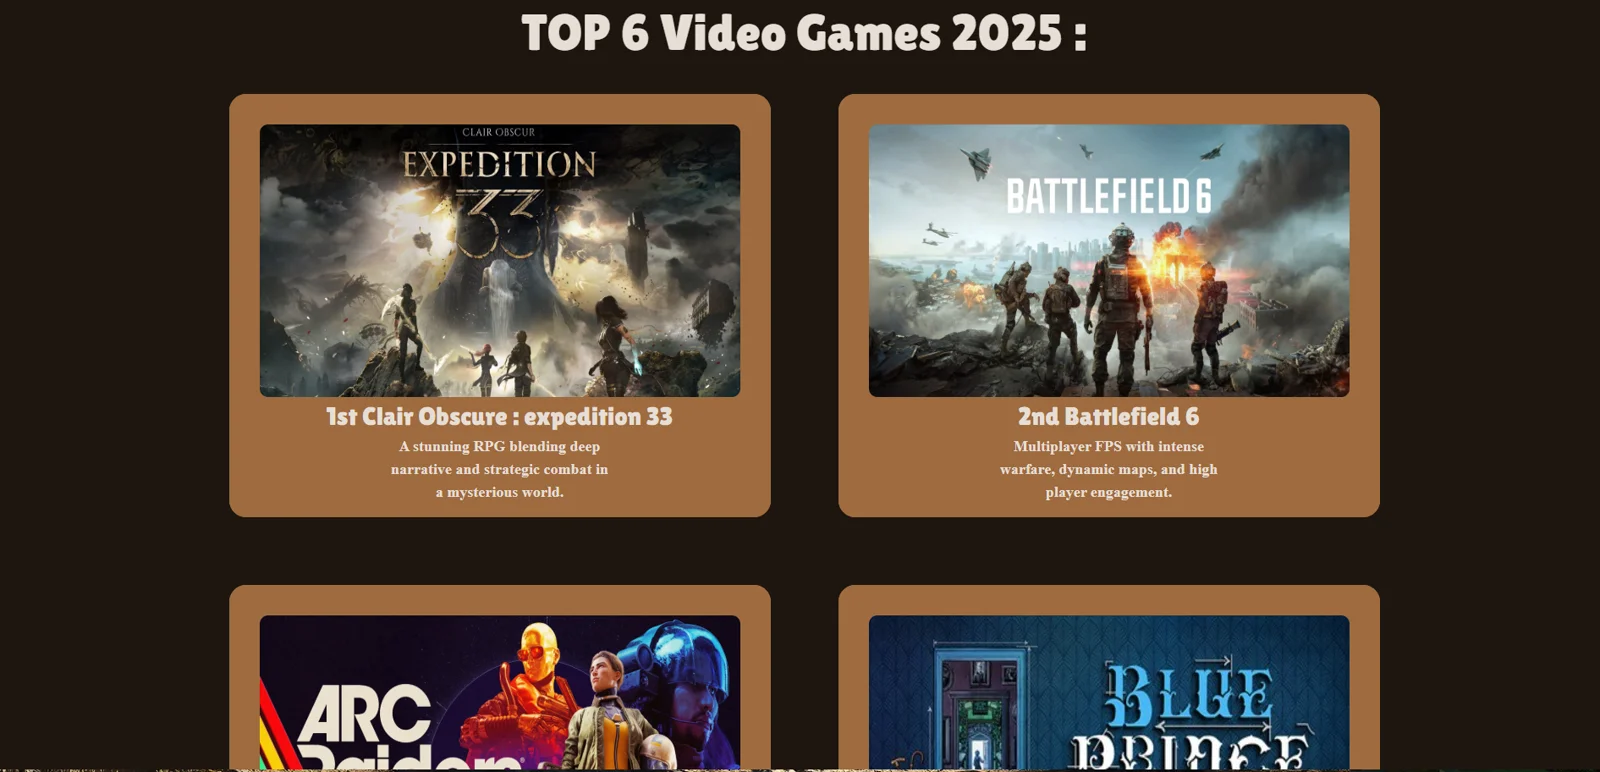 TOP 6 Video Games 2025 :
CLAIR OBSCUR
EXPEDITION
33
BATTLEFIELD 6
1st Clair Obscure : expedition 33
A stunning RPG blending deep
narrative and strategic combat in
a mysterious world.
2nd Battlefield 6
Multiplayer FPS with intense
warfare, dynamic maps, and high
player engagement.
ARC
Raiders
BLUE
PRINCE